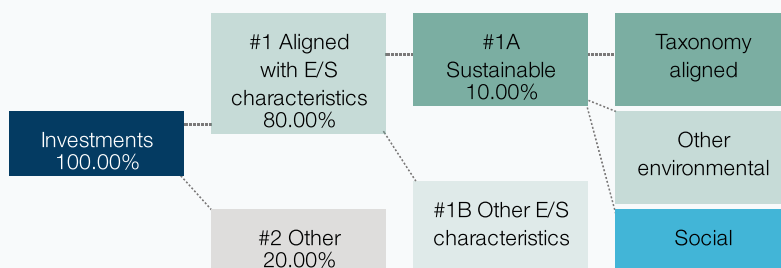 Investments
100.00%
#1 Aligned
with E/S
characteristics
80.00%
#2 Other
20.00%
#1A
Sustainable
10.00%
#1B Other E/S
characteristics
Taxonomy
aligned
Other
environmental
Social